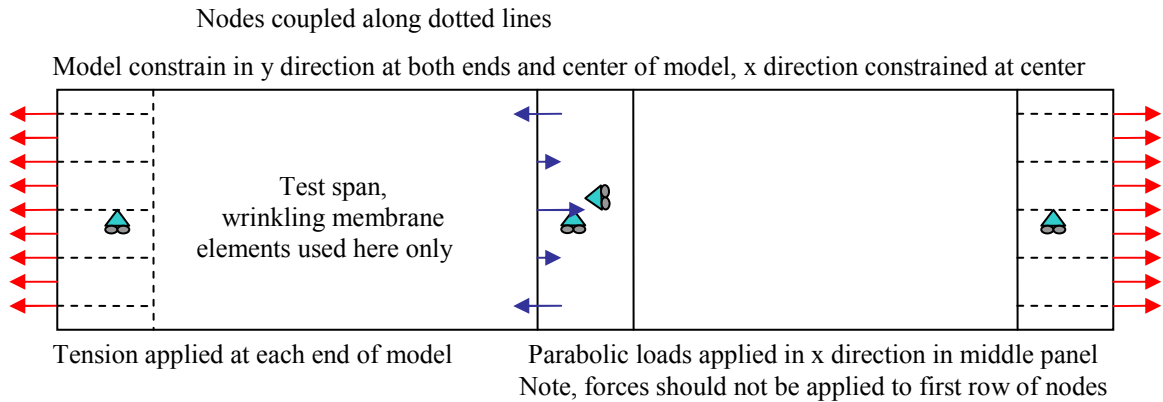 Nodes coupled along dotted lines
Model constrain in y direction at both ends and center of model, x direction constrained at center
Test span,
wrinkling membrane
elements used here only
Tension applied at each end of model
Parabolic loads applied in x direction in middle panel
Note, forces should not be applied to first row of nodes